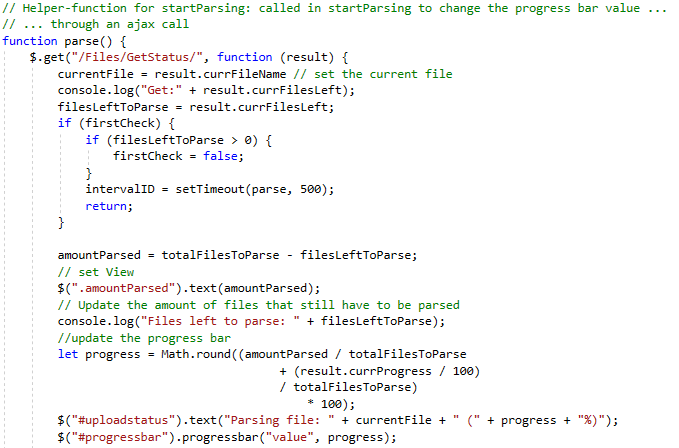 // Helper-function for startParsing: called in startParsing to change the progress bar value ...
// ... through an ajax call
function parse() {
    $.get("/Files/GetStatus/", function (result) {
        currentFile = result.currFileName // set the current file
        console.log("Get:" + result.currFilesLeft);
        filesLeftToParse = result.currFilesLeft;
        if (firstCheck) {
            if (filesLeftToParse > 0) {
                firstCheck = false;
            }
            intervalID = setTimeout(parse, 500);
            return;
        }

        amountParsed = totalFilesToParse - filesLeftToParse;
        // set View
        $(".amountParsed").text(amountParsed);
        // Update the amount of files that still have to be parsed
        console.log("Files left to parse: " + filesLeftToParse);
        //update the progress bar
        let progress = Math.round((amountParsed / totalFilesToParse
                                        + (result.currProgress / 100)
                                        / totalFilesToParse)
                                            * 100);
        $("#uploadstatus").text("Parsing file: " + currentFile + " (" + progress + "%)");
        $("#progressbar").progressbar("value", progress);